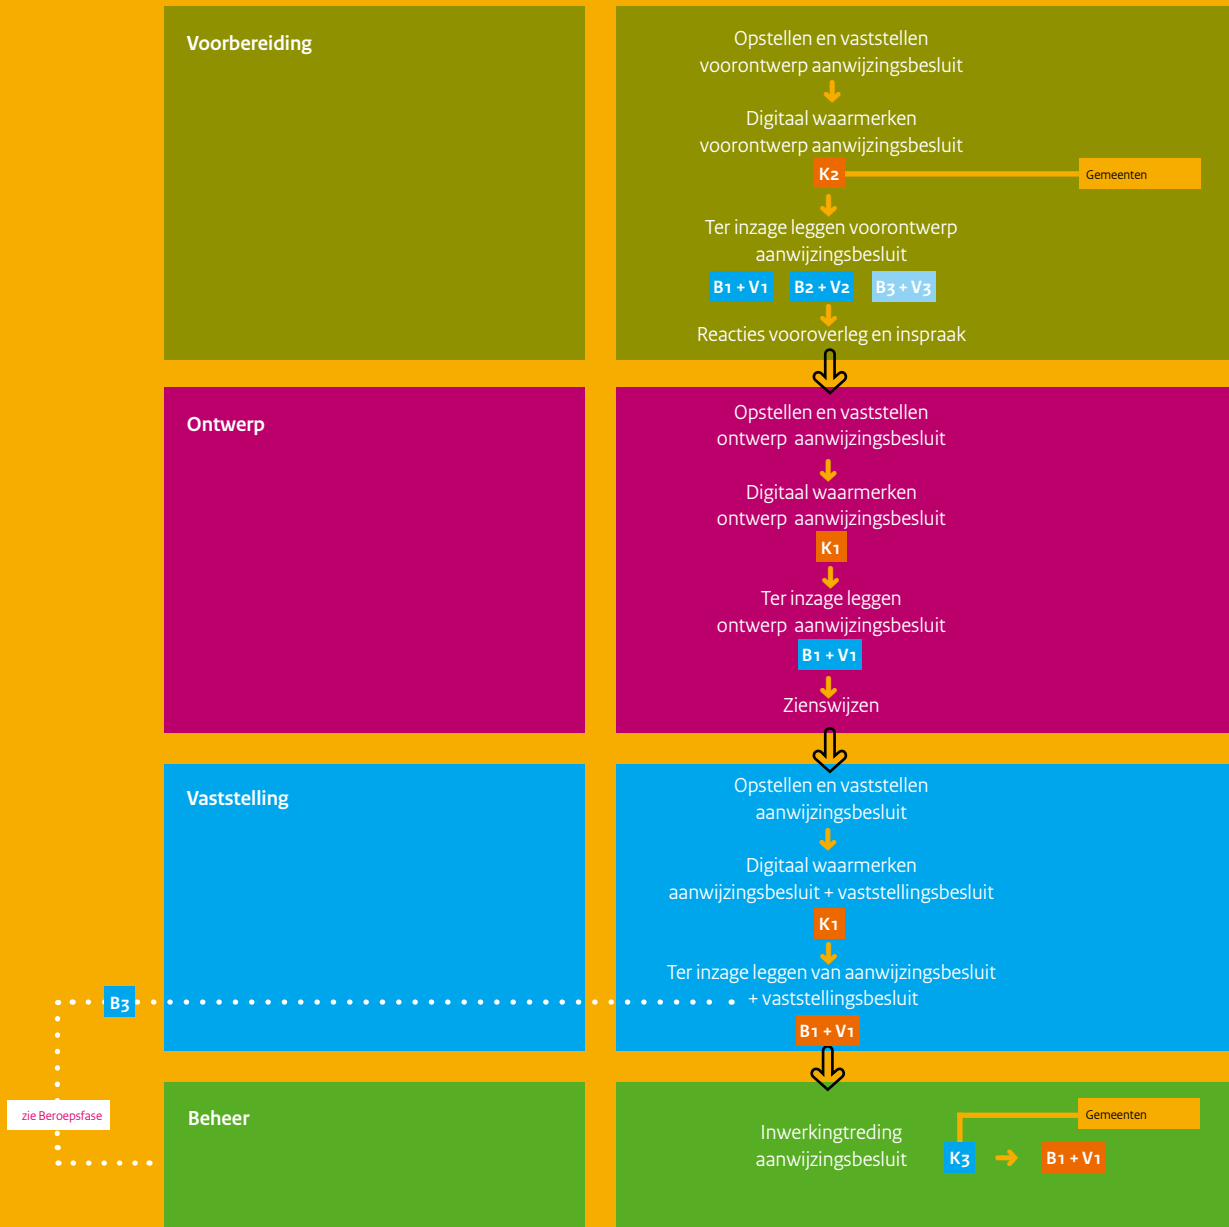 Voorbereiding
Opstellen en vaststellen
voorontwerp aanwijzingsbesluit
Digitaal waarmerken
voorontwerp aanwijzingsbesluit
K2
Gemeenten
Ter inzage leggen voorontwerp
aanwijzingsbesluit
B1 + V1 B2 + V2 B3 + V3
Reacties vooroverleg en inspraak
Ontwerp
Opstellen en vaststellen
ontwerp aanwijzingsbesluit
Digitaal waarmerken
ontwerp aanwijzingsbesluit
K1
Ter inzage leggen
ontwerp aanwijzingsbesluit
B1 + V1
Zienswijzen
Vaststelling
Opstellen en vaststellen
aanwijzingsbesluit
Digitaal waarmerken
aanwijzingsbesluit + vaststellingsbesluit
K1
Ter inzage leggen van aanwijzingsbesluit
+ vaststellingsbesluit
B3
B1 + V1
zie Beroepsfase
Beheer
Gemeenten
Inwerkingtreding
aanwijzingsbesluit
K3 B1 + V1